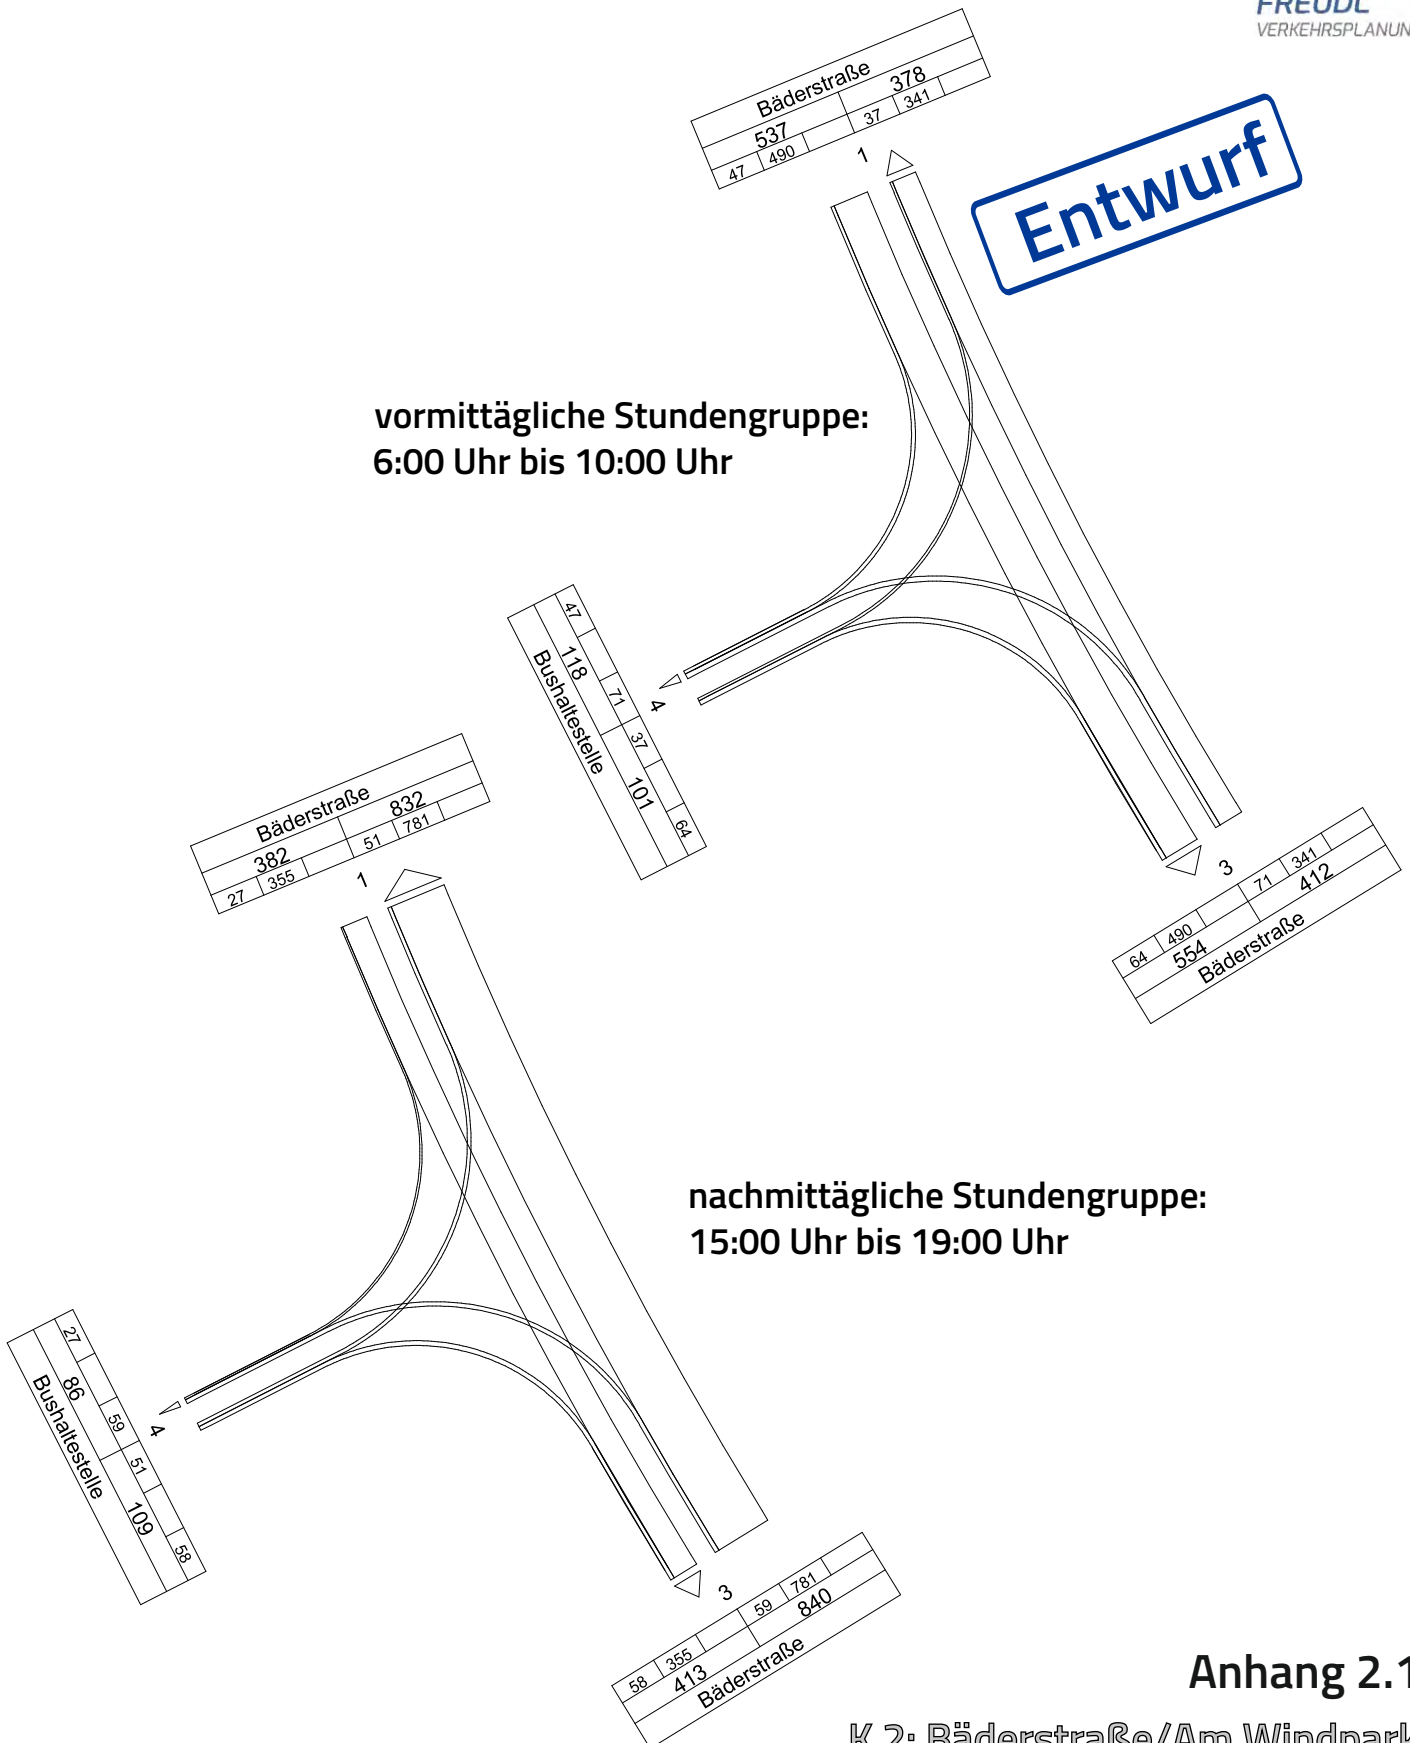 FREUDL
VERKEHRSPLANUN
Bäderstraße
537 378
47 490 37 341
1
Entwurf
vormittägliche Stundengruppe:
6:00 Uhr bis 10:00 Uhr
47 71 37 64
118 101
Bushaltestelle
4
3
64 490 71 341
554 412
Bäderstraße
Bäderstraße
382 832
27 355 51 781
1
nachmittägliche Stundengruppe:
15:00 Uhr bis 19:00 Uhr
27 59 51 58
86 109
Bushaltestelle
4
3
58 355 59 781
413 840
Bäderstraße
Anhang 2.1
K 2: Bäderstraße/Am Windpark